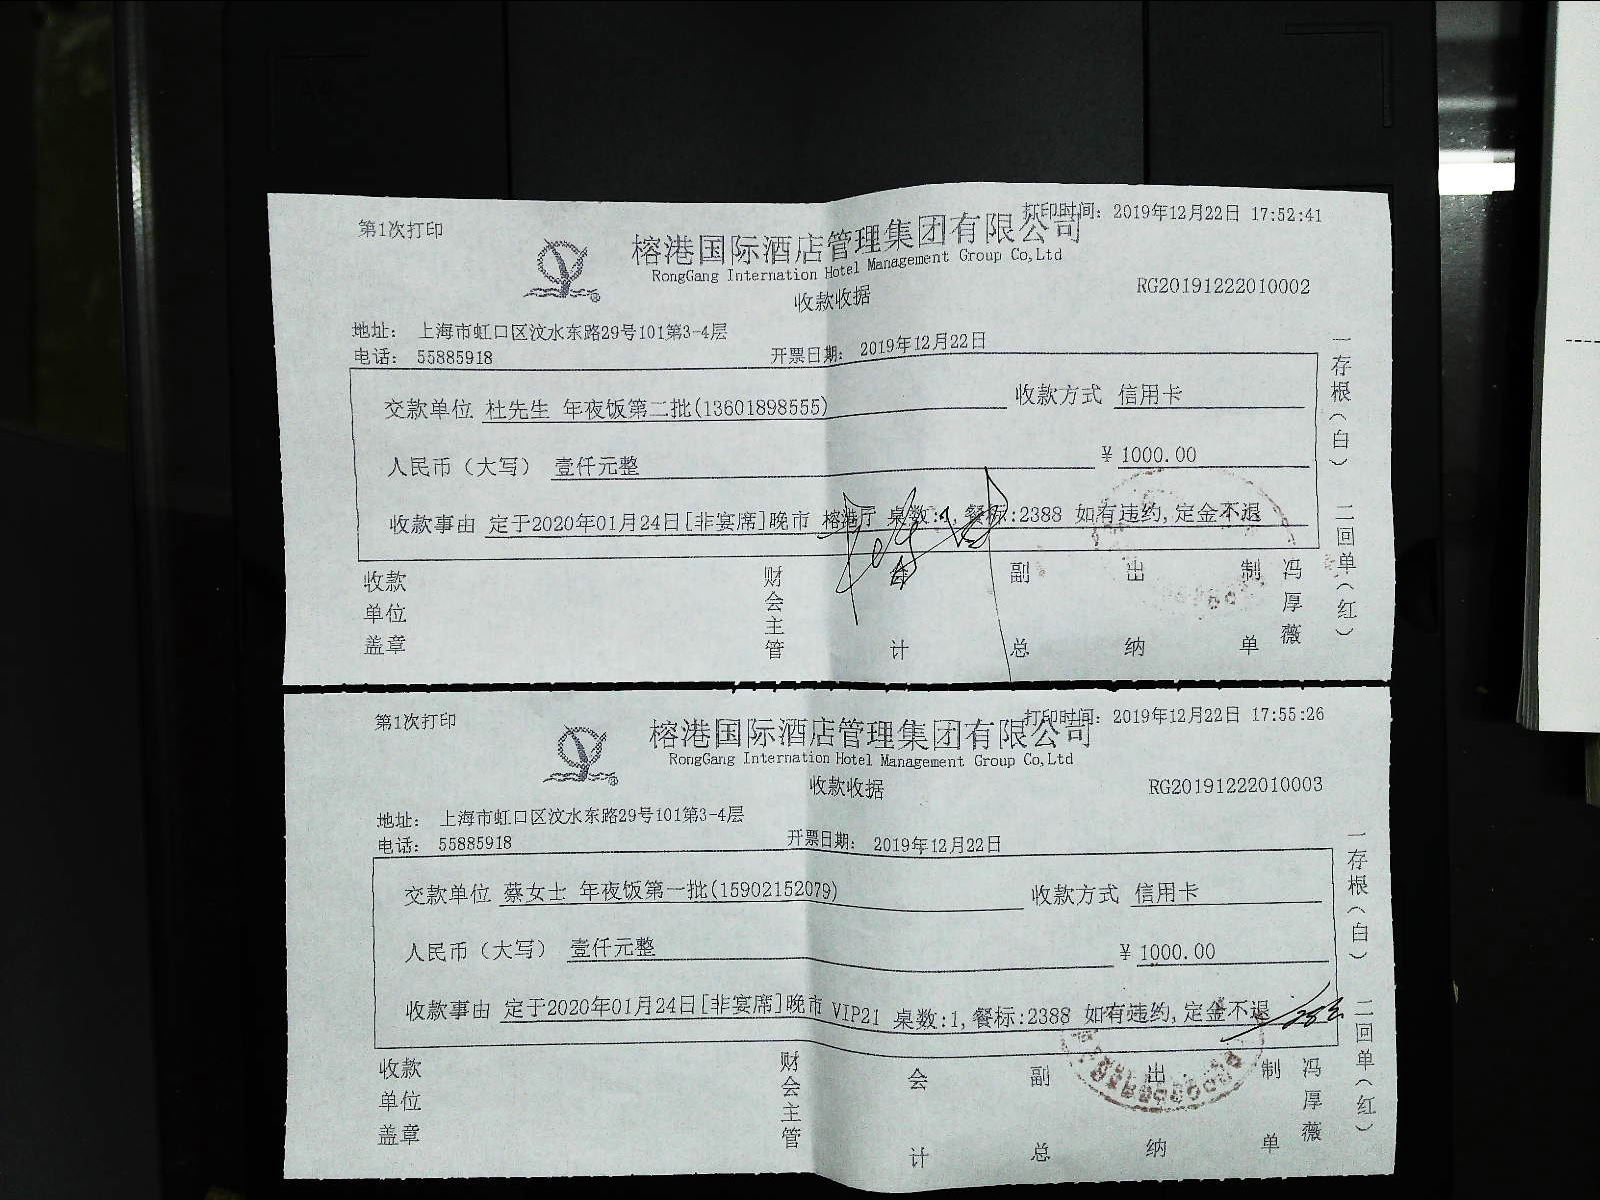 第1次打印
打印时间：2019年12月22日 17:52:41
榕港国际酒店管理集团有限公司
RongGang Internation Hotel Management Group Co,Ltd
收款收据
RG20191222010002
地址： 上海市虹口区汶水东路29号101第3-4层
电话： 55885918
开票日期： 2019年12月22日
交款单位 杜先生 年夜饭第二批(13601898555)
收款方式 信用卡
人民币（大写） 壹仟元整
￥ 1000.00
收款事由 定于2020年01月24日[非宴席]晚市 榕港厅 桌数:1,餐标:2388 如有违约,定金不退
收款单位盖章
财会主管
会计
副总
出纳
制单
冯厚薇
一存根（白）
二回单（红）
第1次打印
打印时间：2019年12月22日 17:55:26
榕港国际酒店管理集团有限公司
RongGang Internation Hotel Management Group Co,Ltd
收款收据
RG20191222010003
地址： 上海市虹口区汶水东路29号101第3-4层
电话： 55885918
开票日期： 2019年12月22日
交款单位 蔡女士 年夜饭第一批(15902152079)
收款方式 信用卡
人民币（大写） 壹仟元整
￥ 1000.00
收款事由 定于2020年01月24日[非宴席]晚市 VIP21 桌数:1,餐标:2388 如有违约,定金不退
收款单位盖章
财会主管
会计
副总
出纳
制单
冯厚薇
一存根（白）
二回单（红）